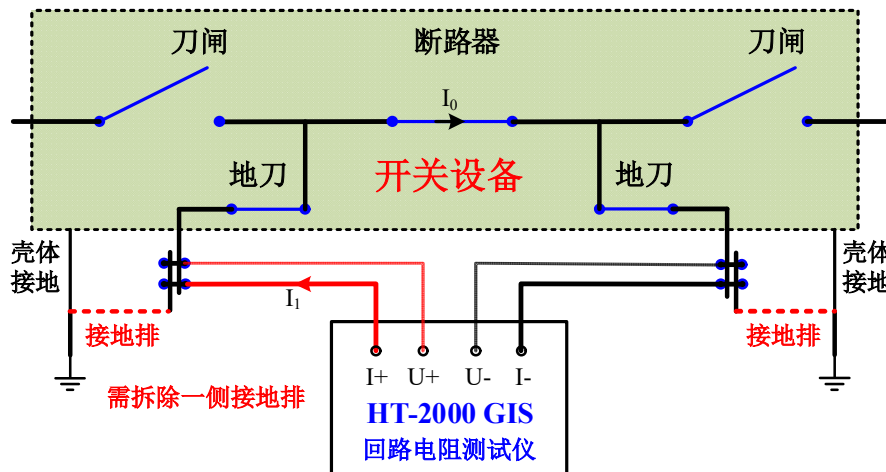 刀闸
断路器
刀闸
I0
地刀
开关设备
地刀
壳体
接地
壳体
接地
I1
接地排
接地排
I+ U+ U- I-
需拆除一侧接地排
HT-2000 GIS
回路电阻测试仪